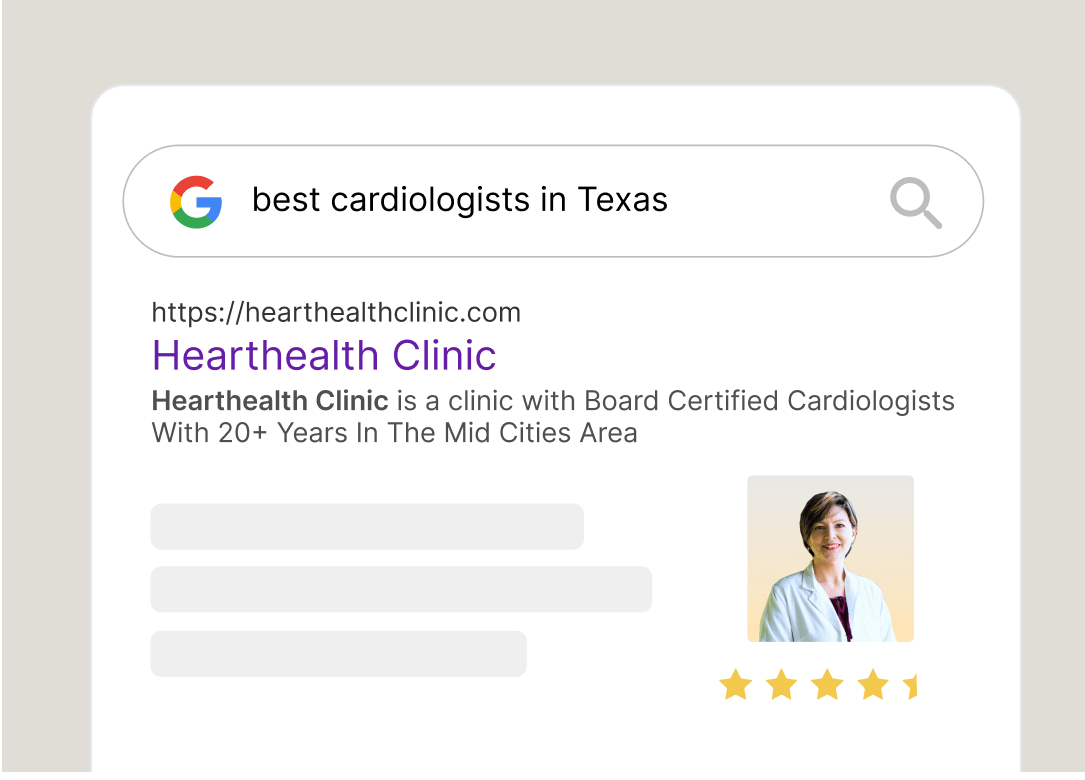 best cardiologists in Texas
https://hearthealthclinic.com
Hearthealth Clinic
Hearthealth Clinic is a clinic with Board Certified Cardiologists
With 20+ Years In The Mid Cities Area